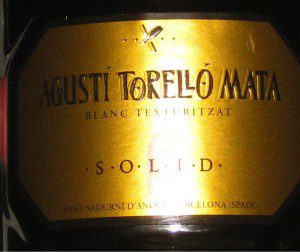 AGUSTÍ TORELLÓ MATA
BLANC TEXTURITZAT
· S · O · L · I · D ·
SANT SADURNÍ D'ANOIA BARCELONA (SPAIN)